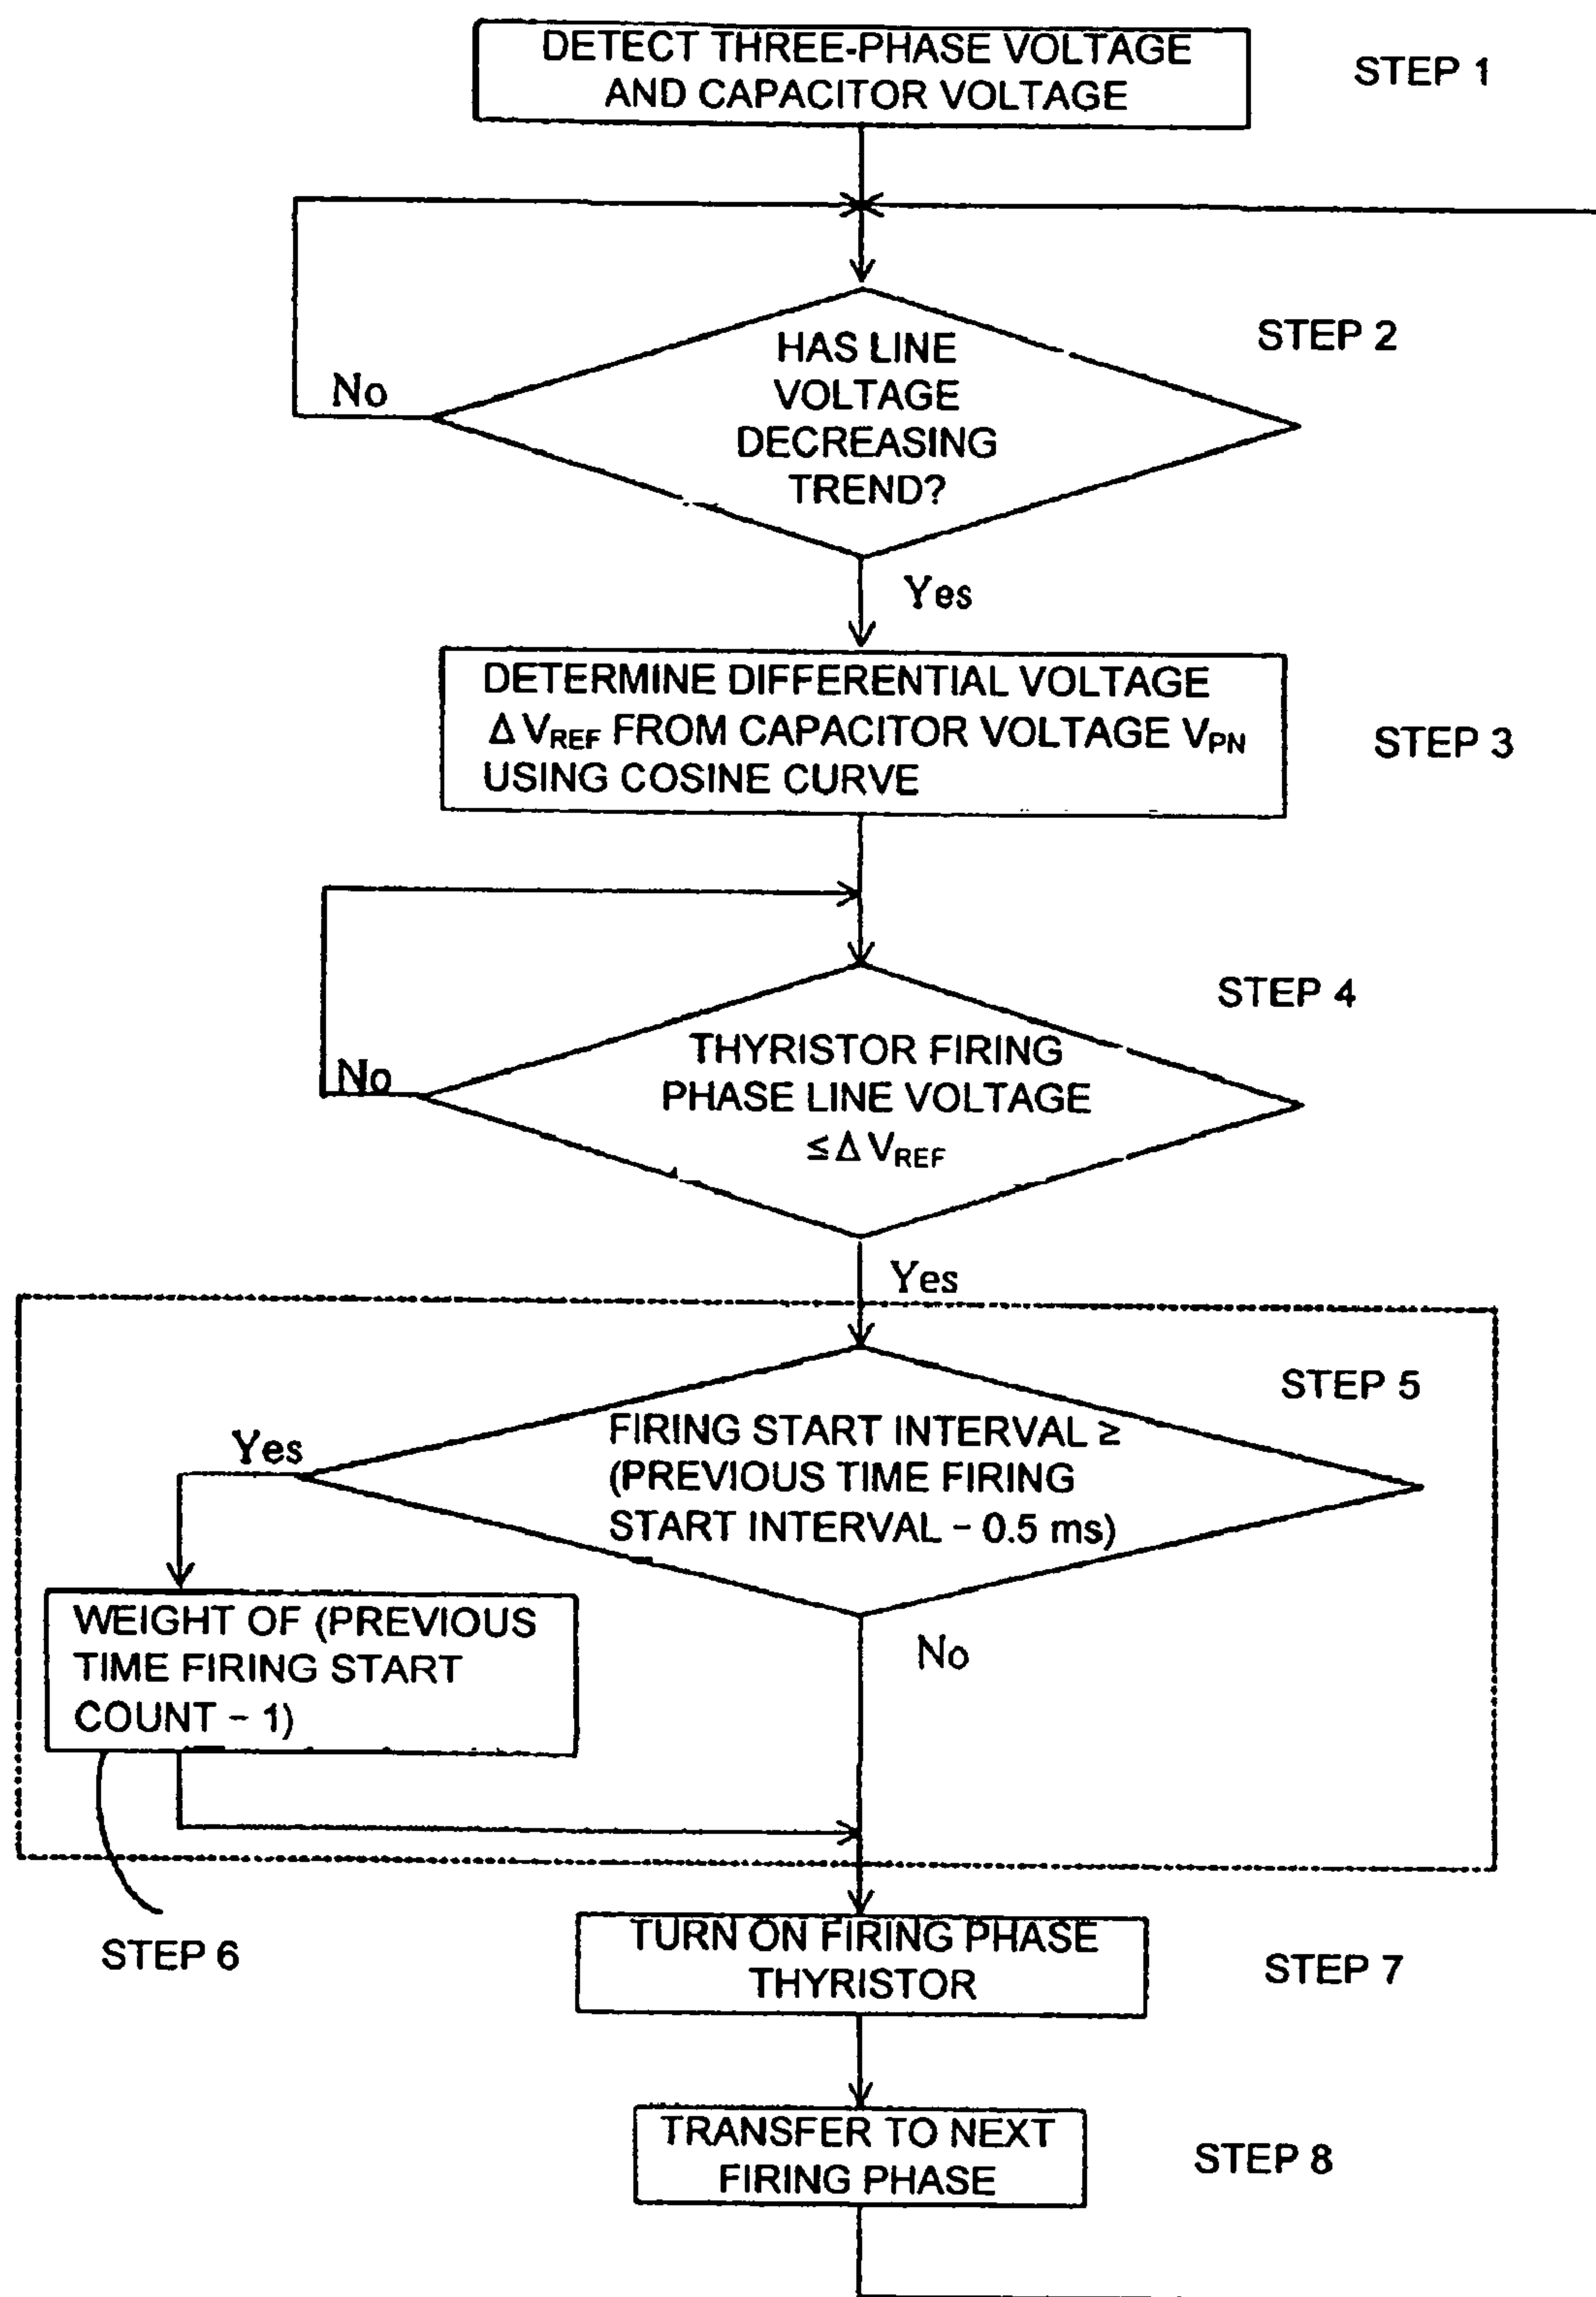 DETECT THREE-PHASE VOLTAGE
AND CAPACITOR VOLTAGE
STEP 1
HAS LINE
VOLTAGE
DECREASING
TREND?
STEP 2
No
Yes
DETERMINE DIFFERENTIAL VOLTAGE
Δ VREF FROM CAPACITOR VOLTAGE VPN
USING COSINE CURVE
STEP 3
THYRISTOR FIRING
PHASE LINE VOLTAGE
≤ Δ VREF
STEP 4
No
Yes
FIRING START INTERVAL ≥
(PREVIOUS TIME FIRING
START INTERVAL − 0.5 ms)
STEP 5
Yes
No
WEIGHT OF (PREVIOUS
TIME FIRING START
COUNT − 1)
STEP 6
TURN ON FIRING PHASE
THYRISTOR
STEP 7
TRANSFER TO NEXT
FIRING PHASE
STEP 8